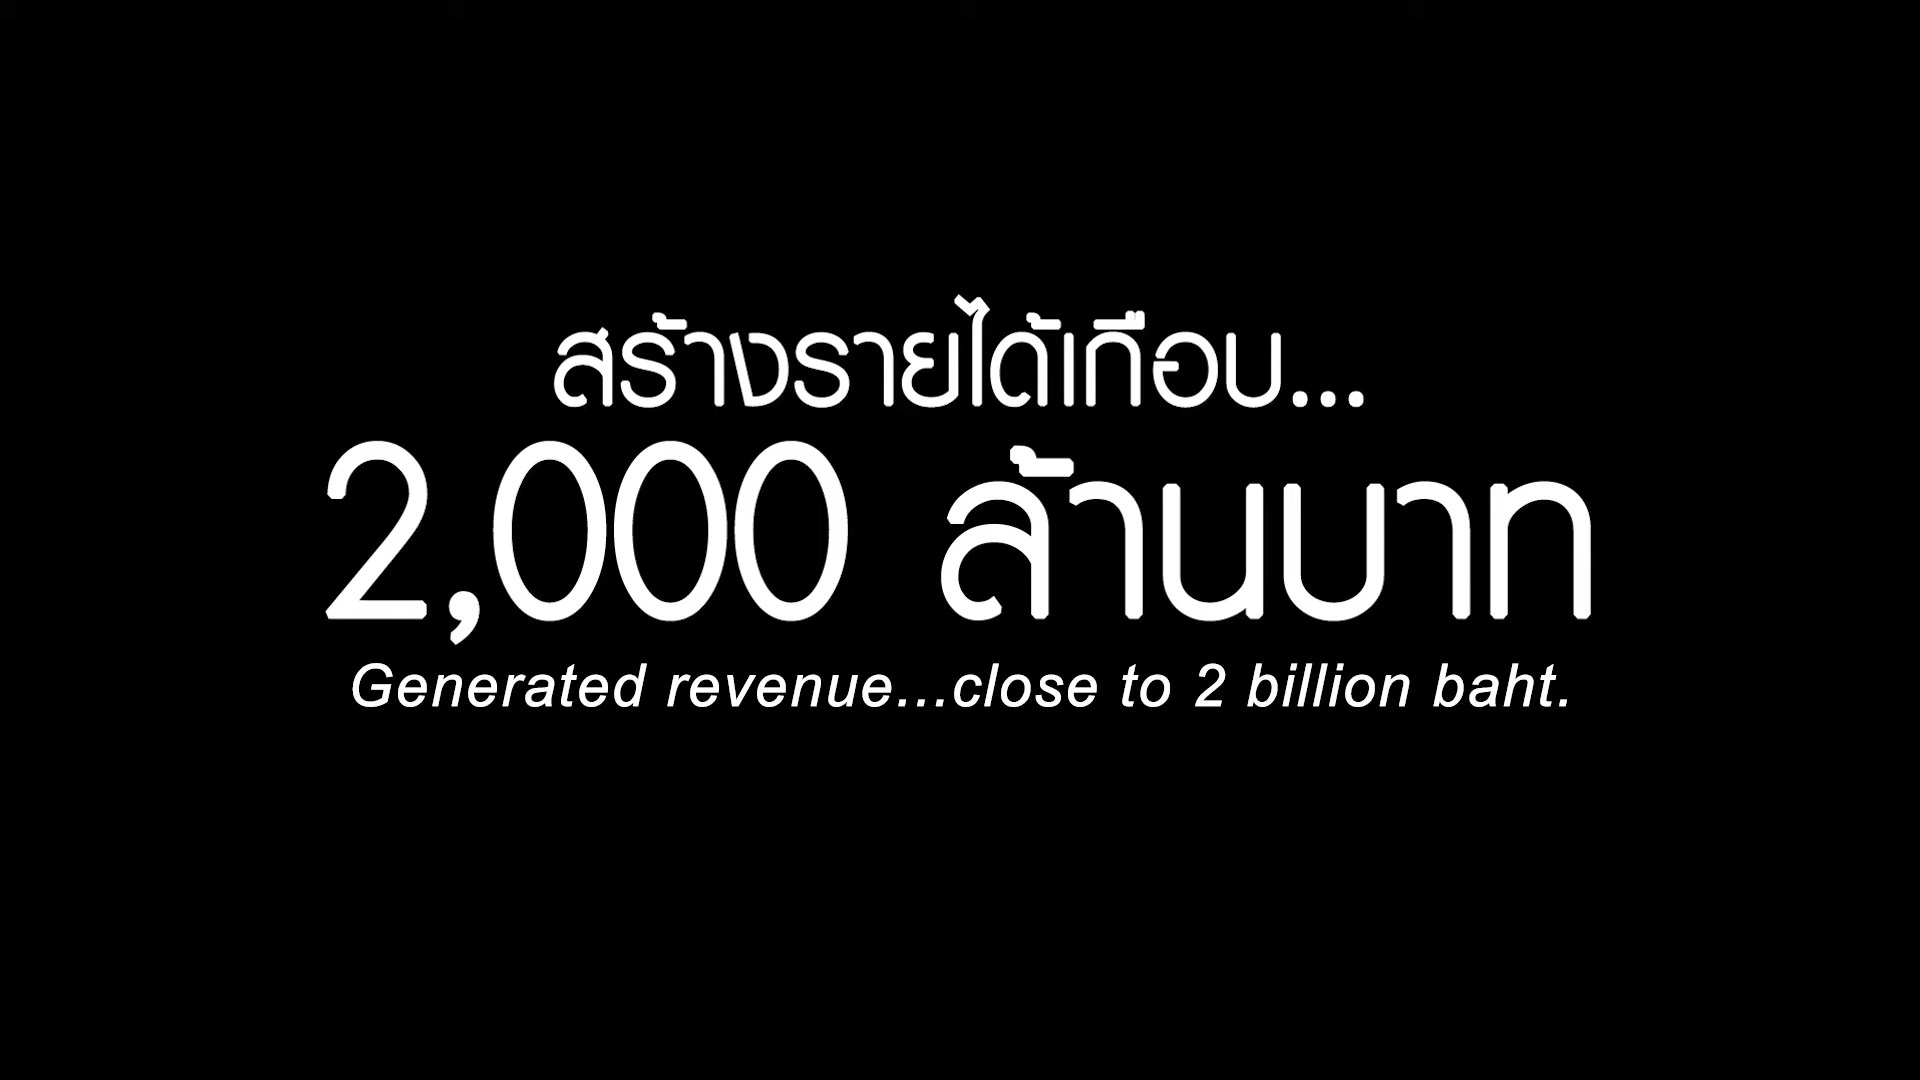 สร้างรายได้เกือบ...
2,000 ล้านบาท
Generated revenue...close to 2 billion baht.